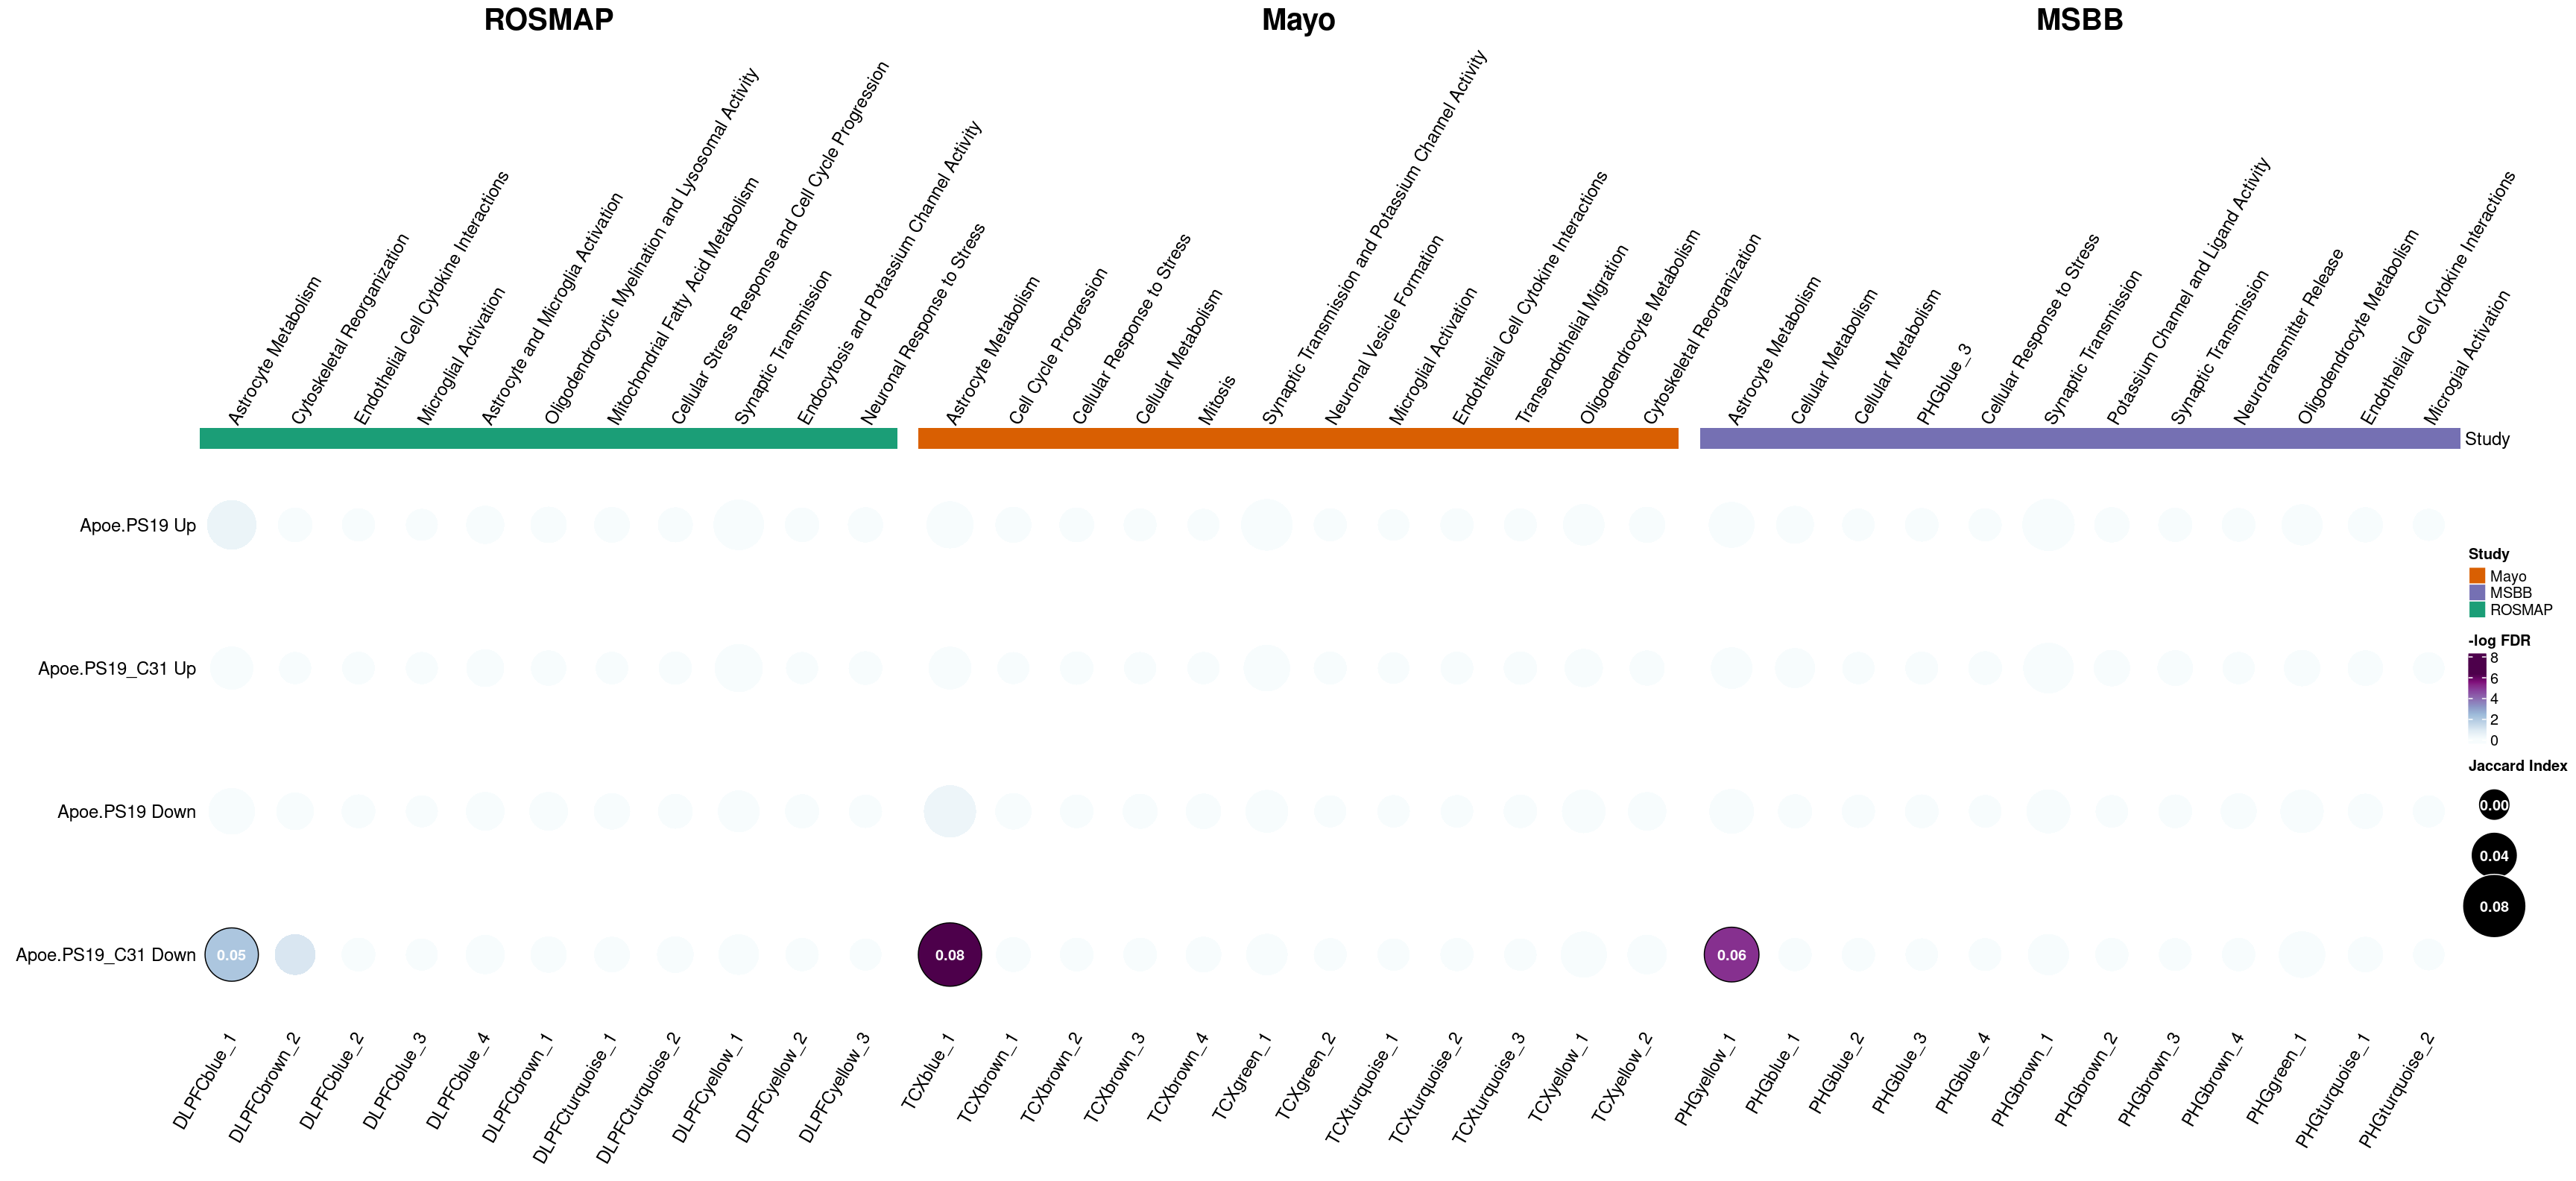 ROSMAP
Mayo
MSBB
Astrocyte Metabolism
Cytoskeletal Reorganization
Endothelial Cell Cytokine Interactions
Microglial Activation
Astrocyte and Microglia Activation
Oligodendrocytic Myelination and Lysosomal Activity
Mitochondrial Fatty Acid Metabolism
Cellular Stress Response and Cell Cycle Progression
Synaptic Transmission
Endocytosis and Potassium Channel Activity
Neuronal Response to Stress
Astrocyte Metabolism
Cell Cycle Progression
Cellular Response to Stress
Cellular Metabolism
Mitosis
Synaptic Transmission and Potassium Channel Activity
Neuronal Vesicle Formation
Microglial Activation
Endothelial Cell Cytokine Interactions
Transendothelial Migration
Oligodendrocyte Metabolism
Cytoskeletal Reorganization
Astrocyte Metabolism
Cellular Metabolism
Cellular Metabolism
PHGblue_3
Cellular Response to Stress
Synaptic Transmission
Potassium Channel and Ligand Activity
Synaptic Transmission
Neurotransmitter Release
Oligodendrocyte Metabolism
Endothelial Cell Cytokine Interactions
Microglial Activation
Study
Apoe.PS19 Up
Apoe.PS19_C31 Up
Apoe.PS19 Down
Apoe.PS19_C31 Down
0.05
0.08
0.06
DLPFCblue_1
DLPFCbrown_2
DLPFCblue_2
DLPFCblue_3
DLPFCblue_4
DLPFCbrown_1
DLPFCturquoise_1
DLPFCturquoise_2
DLPFCyellow_1
DLPFCyellow_2
DLPFCyellow_3
TCXblue_1
TCXbrown_1
TCXbrown_2
TCXbrown_3
TCXbrown_4
TCXgreen_1
TCXgreen_2
TCXturquoise_1
TCXturquoise_2
TCXturquoise_3
TCXyellow_1
TCXyellow_2
PHGyellow_1
PHGblue_1
PHGblue_2
PHGblue_3
PHGblue_4
PHGbrown_1
PHGbrown_2
PHGbrown_3
PHGbrown_4
PHGgreen_1
PHGturquoise_1
PHGturquoise_2
Study
Mayo
MSBB
ROSMAP
-log FDR
8
6
4
2
0
Jaccard Index
0.00
0.04
0.08